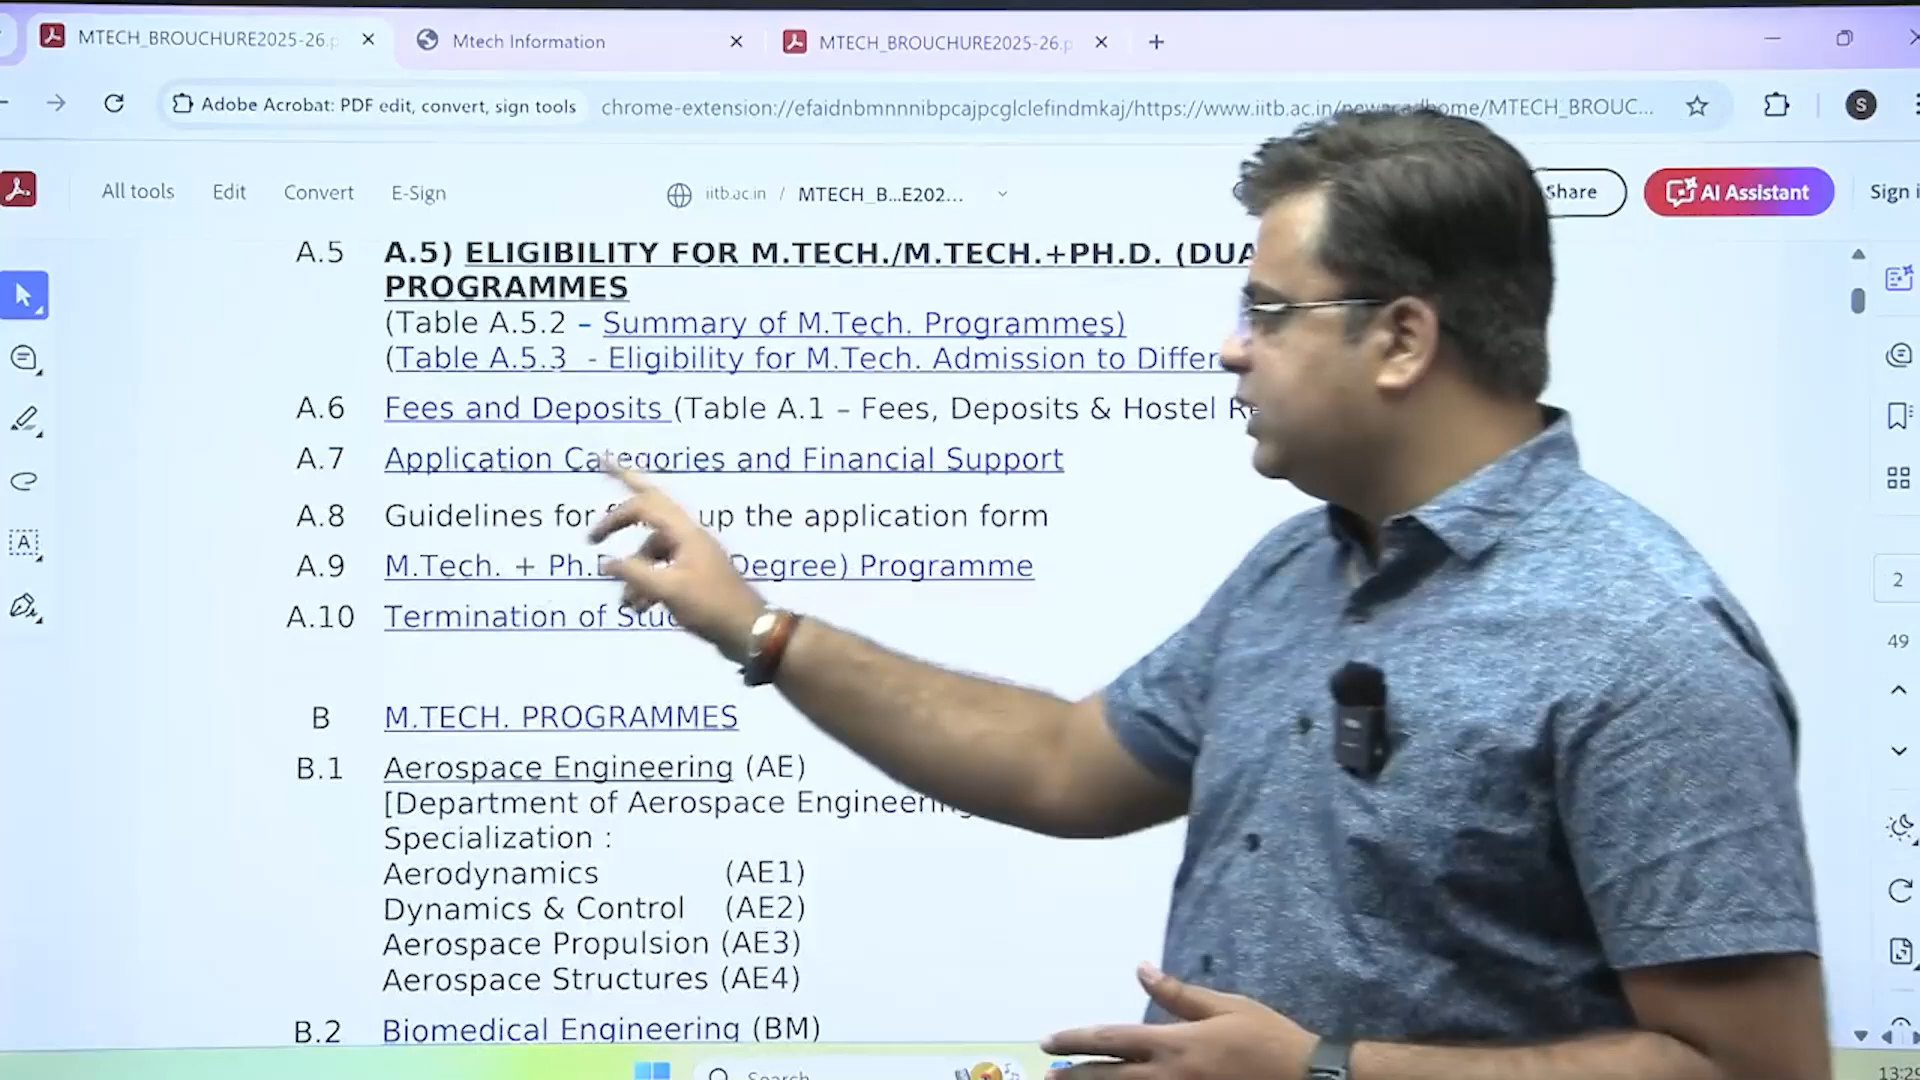 MTECH_BROUCHURE2025-26.p
Mtech Information
MTECH_BROUCHURE2025-26.p
Adobe Acrobat: PDF edit, convert, sign tools
chrome-extension://efaidnbmnnnibpcajpcglclefindmkaj/https://www.iitb.ac.in/newacadhome/MTECH_BROUC...
S
All tools
Edit
Convert
E-Sign
iitb.ac.in / MTECH_B...E202...
Share
AI Assistant
Sign i
A.5 A.5) ELIGIBILITY FOR M.TECH./M.TECH.+PH.D. (DUA
PROGRAMMES
(Table A.5.2 – Summary of M.Tech. Programmes)
(Table A.5.3 - Eligibility for M.Tech. Admission to Differ
A.6 Fees and Deposits (Table A.1 – Fees, Deposits & Hostel
A.7 Application Categories and Financial Support
A.8 Guidelines for up the application form
A.9 M.Tech. + Ph.D Degree) Programme
A.10 Termination of
B M.TECH. PROGRAMMES
B.1 Aerospace Engineering (AE)
[Department of Aerospace Engineering
Specialization :
Aerodynamics (AE1)
Dynamics & Control (AE2)
Aerospace Propulsion (AE3)
Aerospace Structures (AE4)
B.2 Biomedical Engineering (BM)
2
49
Search
13:29